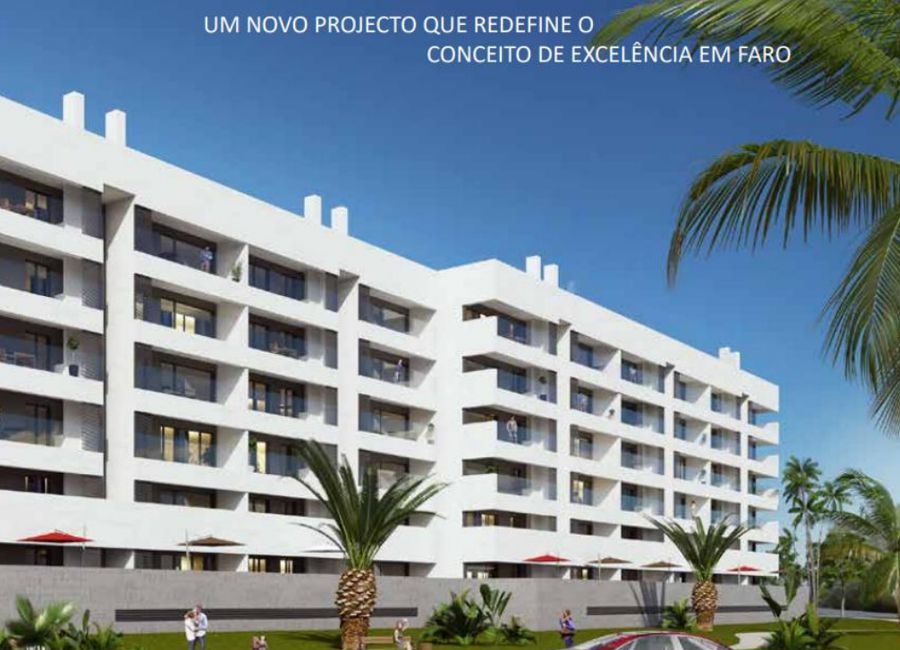 UM NOVO PROJECTO QUE REDEFINE O
CONCEITO DE EXCELÊNCIA EM FARO